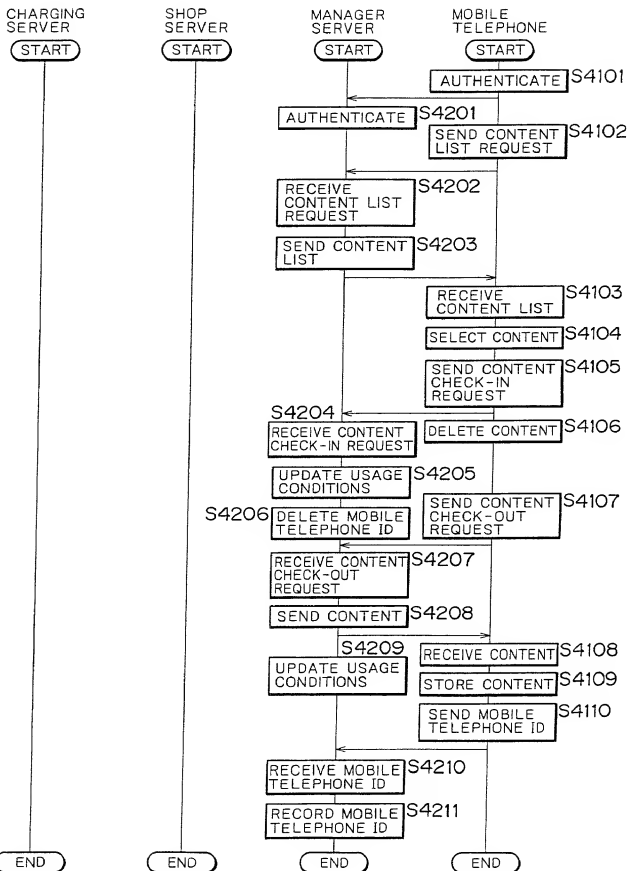 CHARGING SERVER
SHOP SERVER
MANAGER SERVER
MOBILE TELEPHONE
START
START
START
START
AUTHENTICATE S4101
AUTHENTICATE S4201
SEND CONTENT LIST REQUEST S4102
RECEIVE CONTENT LIST REQUEST S4202
SEND CONTENT LIST S4203
RECEIVE CONTENT LIST S4103
SELECT CONTENT S4104
SEND CONTENT CHECK-IN REQUEST S4105
S4204
RECEIVE CONTENT CHECK-IN REQUEST
DELETE CONTENT S4106
UPDATE USAGE CONDITIONS S4205
S4206 DELETE MOBILE TELEPHONE ID
SEND CONTENT CHECK-OUT REQUEST S4107
RECEIVE CONTENT CHECK-OUT REQUEST S4207
SEND CONTENT S4208
S4209
UPDATE USAGE CONDITIONS
RECEIVE CONTENT S4108
STORE CONTENT S4109
SEND MOBILE TELEPHONE ID S4110
RECEIVE MOBILE TELEPHONE ID S4210
RECORD MOBILE TELEPHONE ID S4211
END
END
END
END